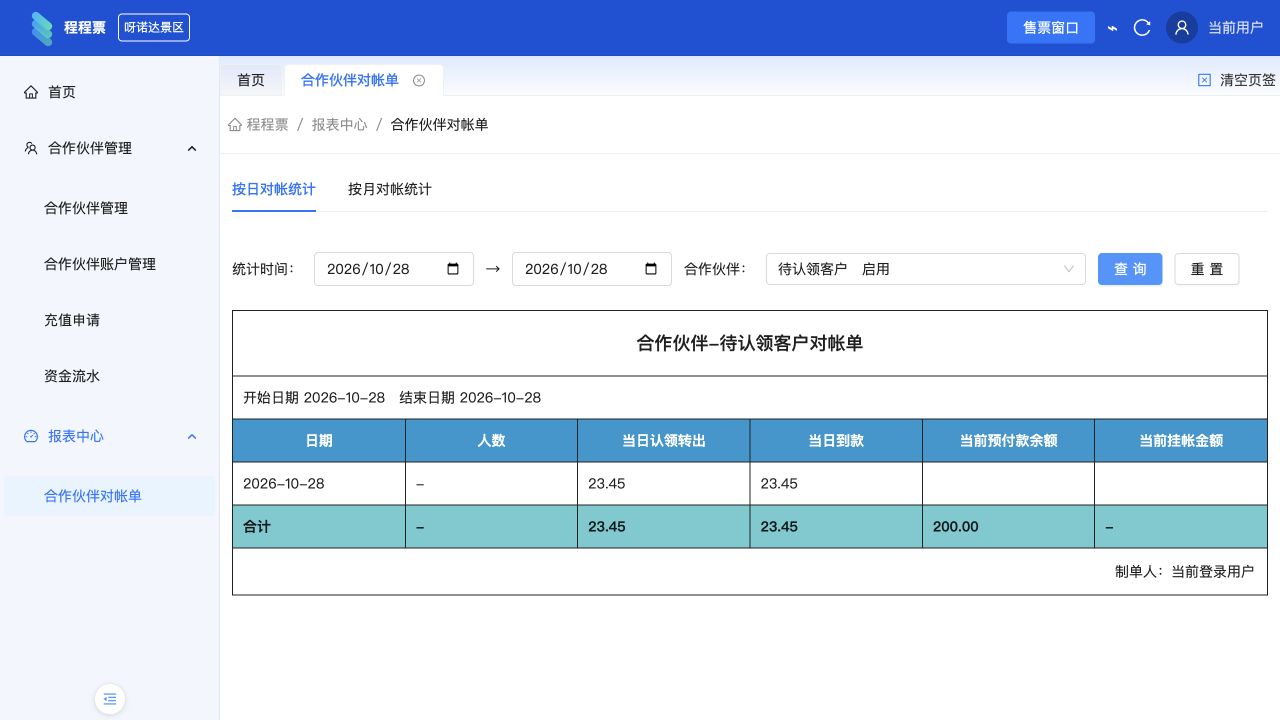 程程票 呀诺达景区 售票窗口 当前用户
首页 合作伙伴对帐单 清空页签
首页
程程票 / 报表中心 / 合作伙伴对帐单
合作伙伴管理
合作伙伴管理
合作伙伴账户管理
充值申请
资金流水
报表中心
合作伙伴对帐单
按日对帐统计 按月对帐统计
统计时间： 2026/10/28 → 2026/10/28 合作伙伴： 待认领客户 启用 查 询 重 置
合作伙伴-待认领客户对帐单
开始日期 2026-10-28 结束日期 2026-10-28
日期 人数 当日认领转出 当日到款 当前预付款余额 当前挂帐金额
2026-10-28 - 23.45 23.45
合计 - 23.45 23.45 200.00 -
制单人：当前登录用户